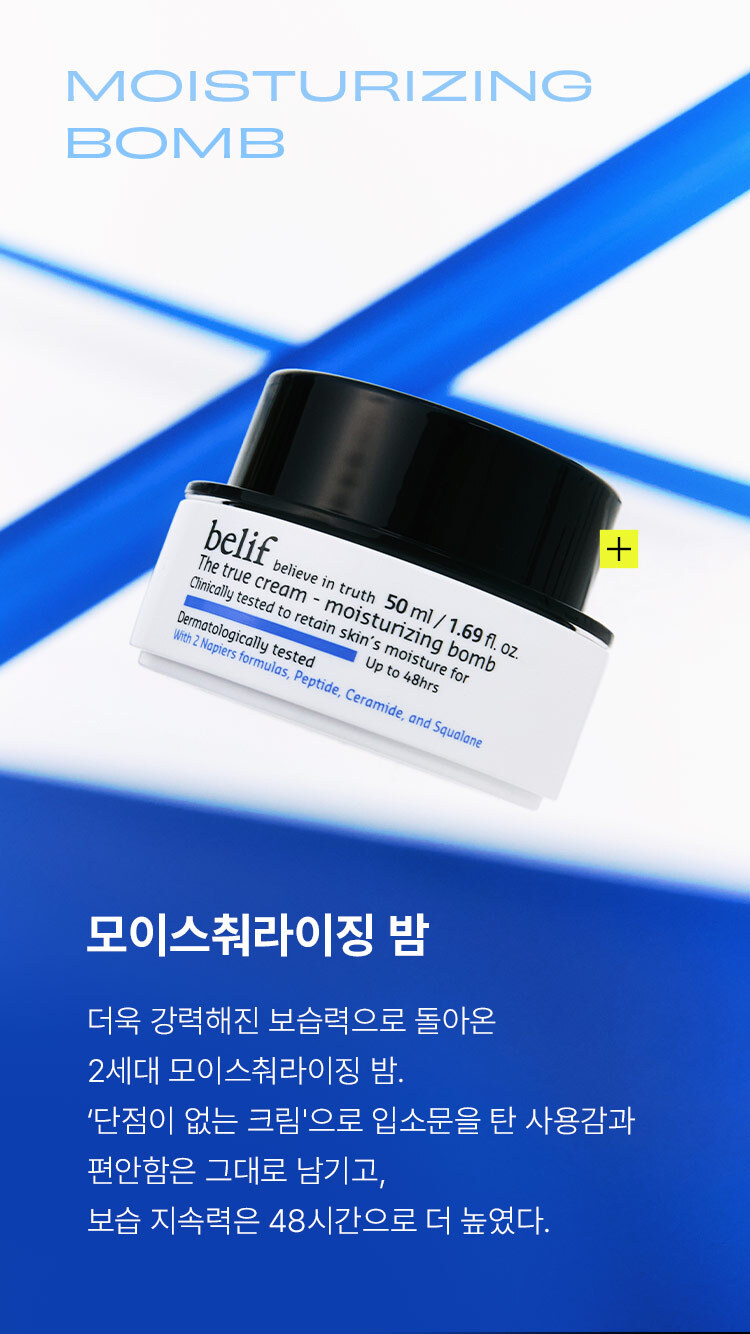 MOISTURIZING
BOMB
belif believe in truth 50 ml / 1.69 fl. oz.
The true cream - moisturizing bomb
Clinically tested to retain skin's moisture for
Up to 48hrs
Dermatologically tested
With 2 Napiers formulas, Peptide, Ceramide, and Squalane
모이스춰라이징 밤
더욱 강력해진 보습력으로 돌아온
2세대 모이스춰라이징 밤.
‘단점이 없는 크림'으로 입소문을 탄 사용감과
편안함은 그대로 남기고,
보습 지속력은 48시간으로 더 높였다.